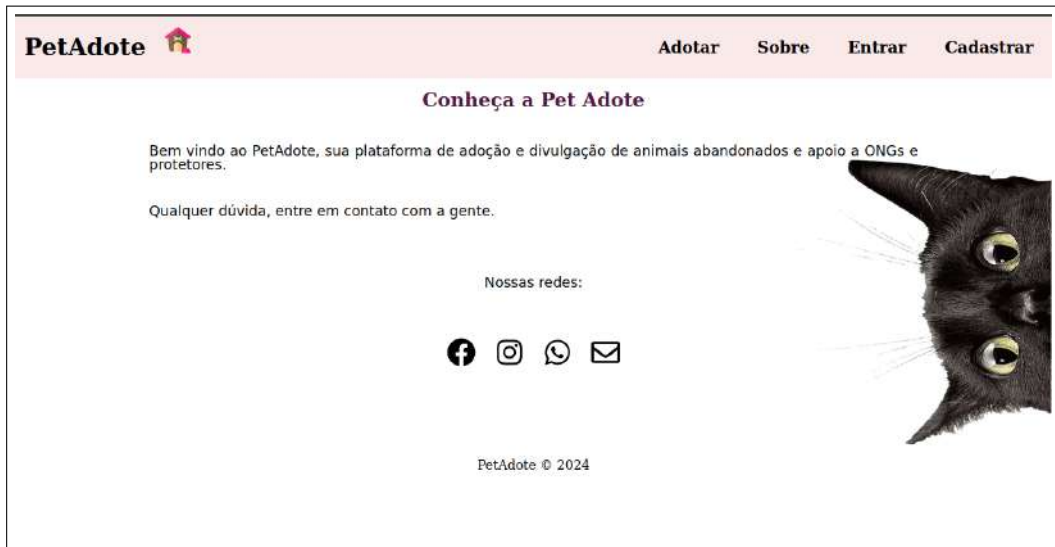 PetAdote
Adotar Sobre Entrar Cadastrar
Conheça a Pet Adote
Bem vindo ao PetAdote, sua plataforma de adoção e divulgação de animais abandonados e apoio a ONGs e
protetores.
Qualquer dúvida, entre em contato com a gente.
Nossas redes:
PetAdote © 2024